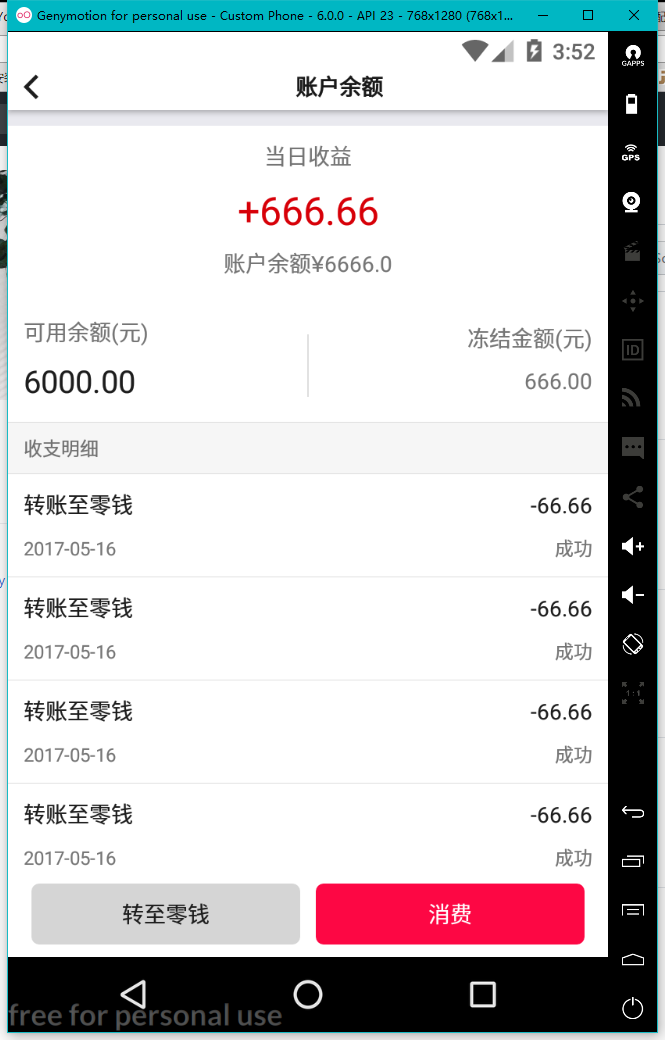 Genymotion for personal use - Custom Phone - 6.0.0 - API 23 - 768x1280 (768x1...
3:52
GAPPS
账户余额
GPS
当日收益
+666.66
账户余额¥6666.0
可用余额(元)
冻结金额(元)
6000.00
666.00
ID
收支明细
转账至零钱
-66.66
2017-05-16
成功
转账至零钱
-66.66
2017-05-16
成功
1:1
转账至零钱
-66.66
2017-05-16
成功
转账至零钱
-66.66
2017-05-16
成功
转至零钱
消费
free for personal use